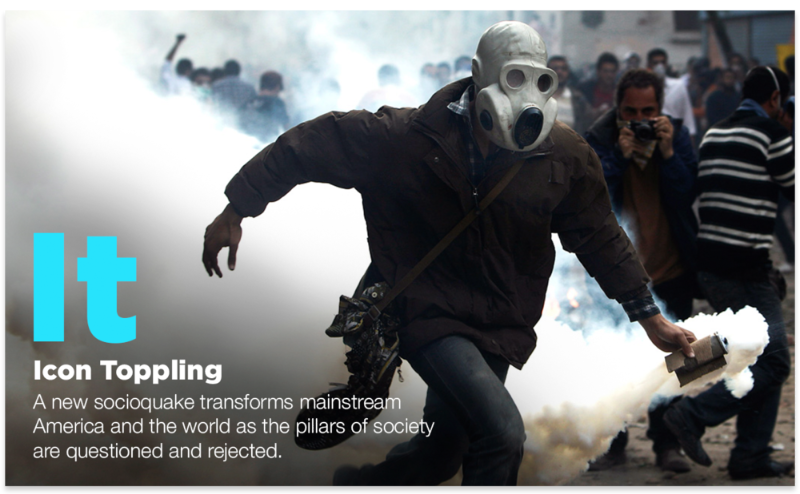 It
Icon Toppling
A new socioquake transforms mainstream
America and the world as the pillars of society
are questioned and rejected.